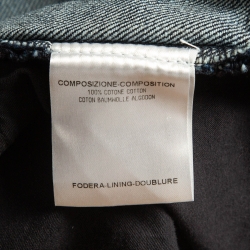 COMPOSIZIONE-COMPOSITION
100% COTONE COTTON
COTON BAUMWOLLE ALGODON
FODERA-LINING-DOUBLURE